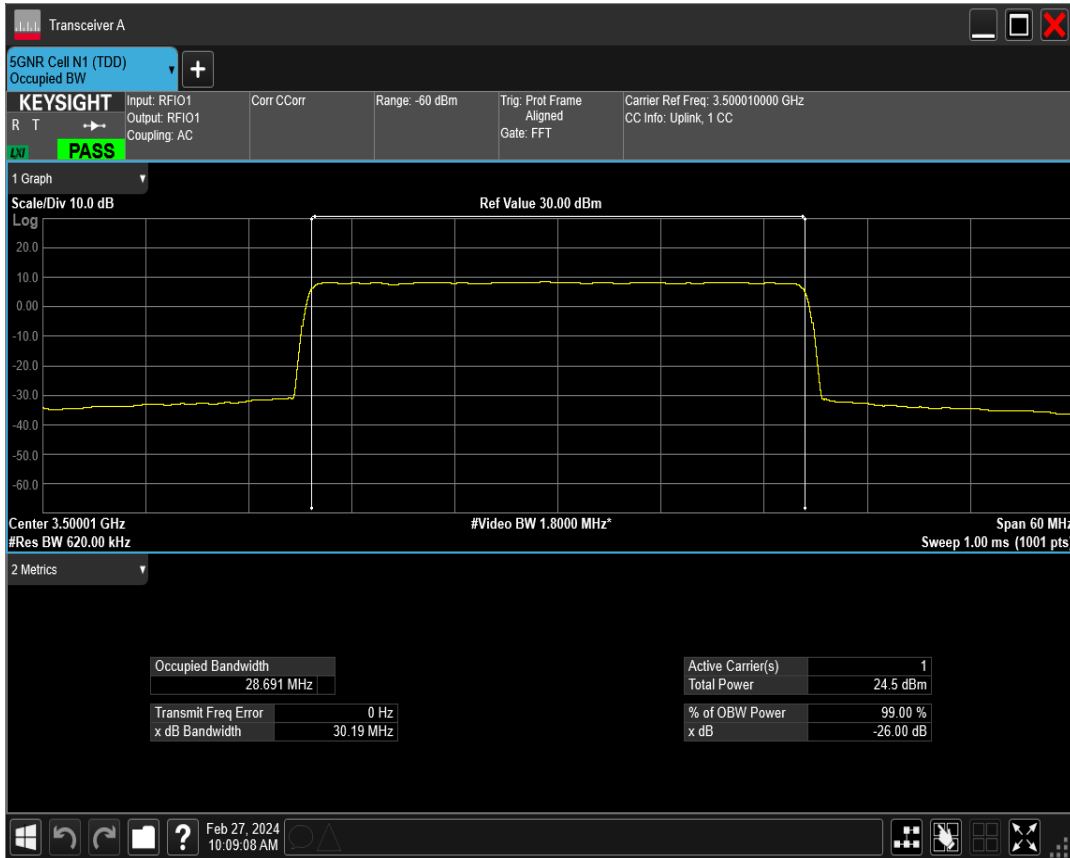 Transceiver A
5GNR Cell N1 (TDD)
Occupied BW
+
KEYSIGHT
R T
LXI
PASS
Input: RFIO1
Output: RFIO1
Coupling: AC
Corr CCorr
Range: -60 dBm
Trig: Prot Frame
Aligned
Gate: FFT
Carrier Ref Freq: 3.500010000 GHz
CC Info: Uplink, 1 CC
1 Graph
Scale/Div 10.0 dB
Ref Value 30.00 dBm
Log
20.0
10.0
0.00
-10.0
-20.0
-30.0
-40.0
-50.0
-60.0
Center 3.50001 GHz
#Video BW 1.8000 MHz*
Span 60 MHz
#Res BW 620.00 kHz
Sweep 1.00 ms (1001 pts)
2 Metrics
Occupied Bandwidth
28.691 MHz
Transmit Freq Error 0 Hz
x dB Bandwidth 30.19 MHz
Active Carrier(s) 1
Total Power 24.5 dBm
% of OBW Power 99.00 %
x dB -26.00 dB
?
Feb 27, 2024
10:09:08 AM